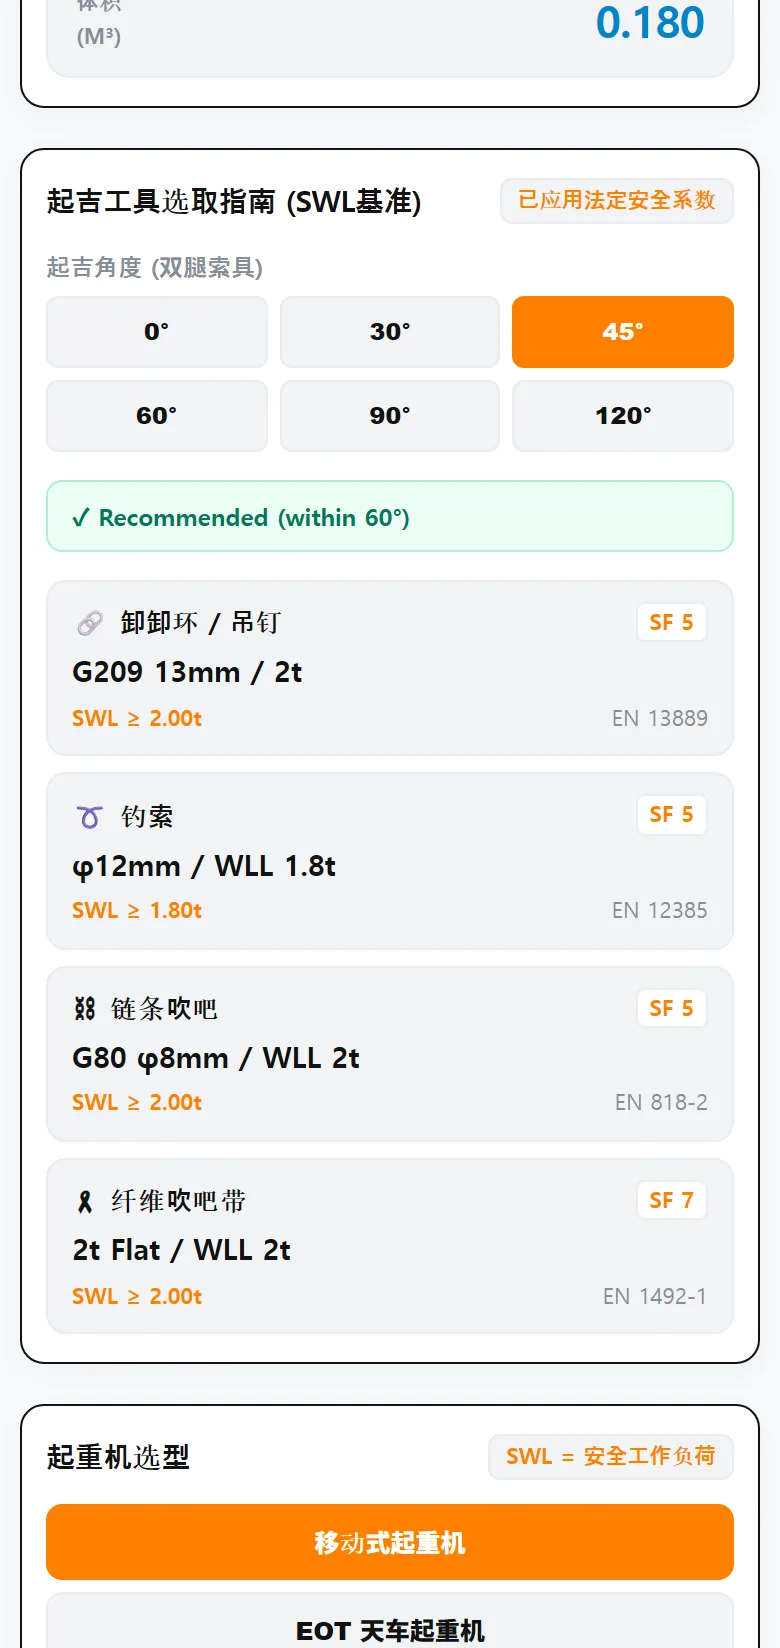 体积
(M³)
0.180
起吉工具选取指南 (SWL基准)
已应用法定安全系数
起吉角度 (双腿索具)
0°
30°
45°
60°
90°
120°
✓ Recommended (within 60°)
🔗 卸卸环 / 吊钉
SF 5
G209 13mm / 2t
SWL ≥ 2.00t
EN 13889
➰ 钓索
SF 5
φ12mm / WLL 1.8t
SWL ≥ 1.80t
EN 12385
⛓ 链条吹吧
SF 5
G80 φ8mm / WLL 2t
SWL ≥ 2.00t
EN 818-2
🎗 纤维吹吧带
SF 7
2t Flat / WLL 2t
SWL ≥ 2.00t
EN 1492-1
起重机选型
SWL = 安全工作负荷
移动式起重机
EOT 天车起重机